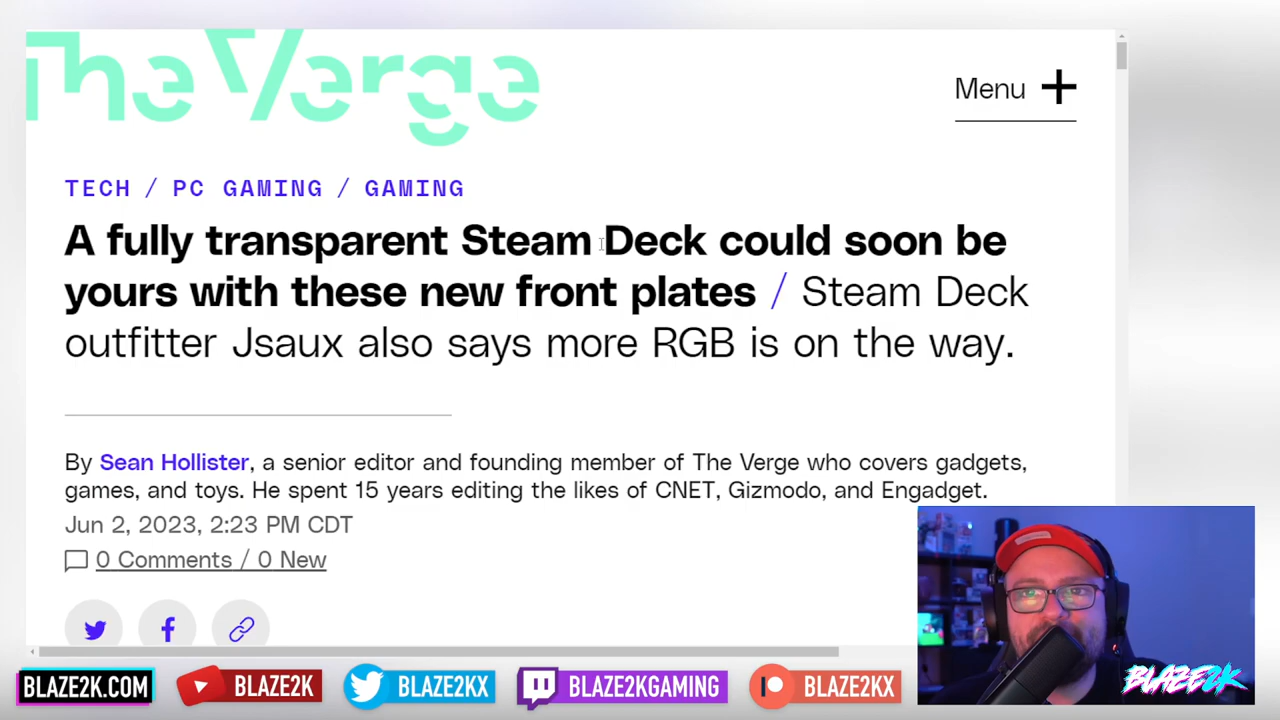 The Verge
Menu
TECH / PC GAMING / GAMING
A fully transparent Steam Deck could soon be
yours with these new front plates / Steam Deck
outfitter Jsaux also says more RGB is on the way.
By Sean Hollister, a senior editor and founding member of The Verge who covers gadgets,
games, and toys. He spent 15 years editing the likes of CNET, Gizmodo, and Engadget.
Jun 2, 2023, 2:23 PM CDT
0 Comments / 0 New
BLAZE2K
BLAZE2K.COM
BLAZE2K
BLAZE2KX
BLAZE2KGAMING
BLAZE2KX